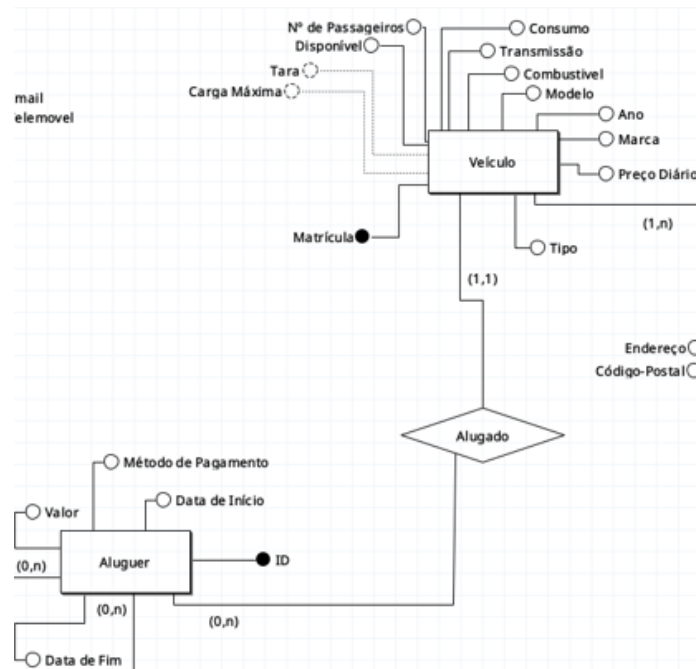 Nº de Passageiros
Consumo
Disponível
Transmissão
Tara
Combustivel
Carga Máxima
Modelo
mail
elemovel
Ano
Marca
Veículo
Preço Diário
Matrícula
(1,n)
Tipo
(1,1)
Endereço
Código-Postal
Alugado
Método de Pagamento
Data de Início
Valor
Aluguer
ID
(0,n)
(0,n)
(0,n)
Data de Fim